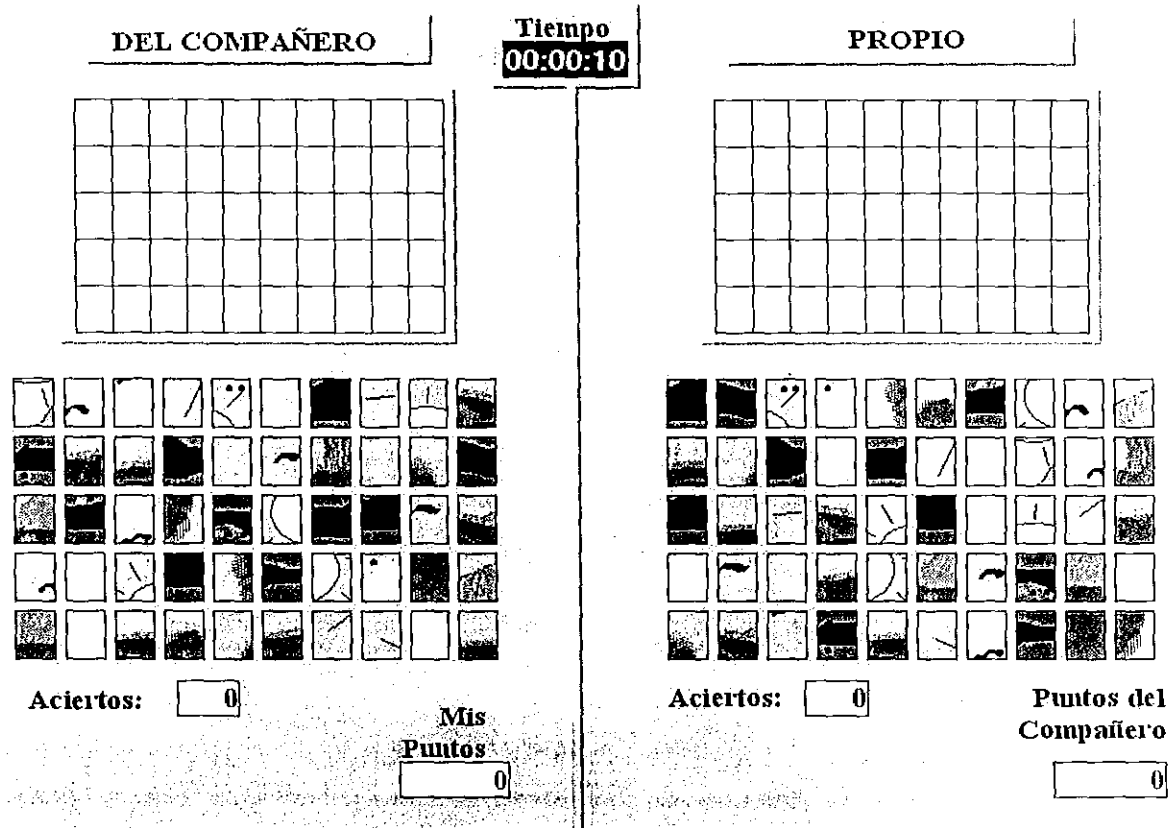 DEL COMPAÑERO
Tiempo
00:00:10
PROPIO
Aciertos: 0
Mis
Puntos
0
Aciertos: 0
Puntos del
Compañero
0